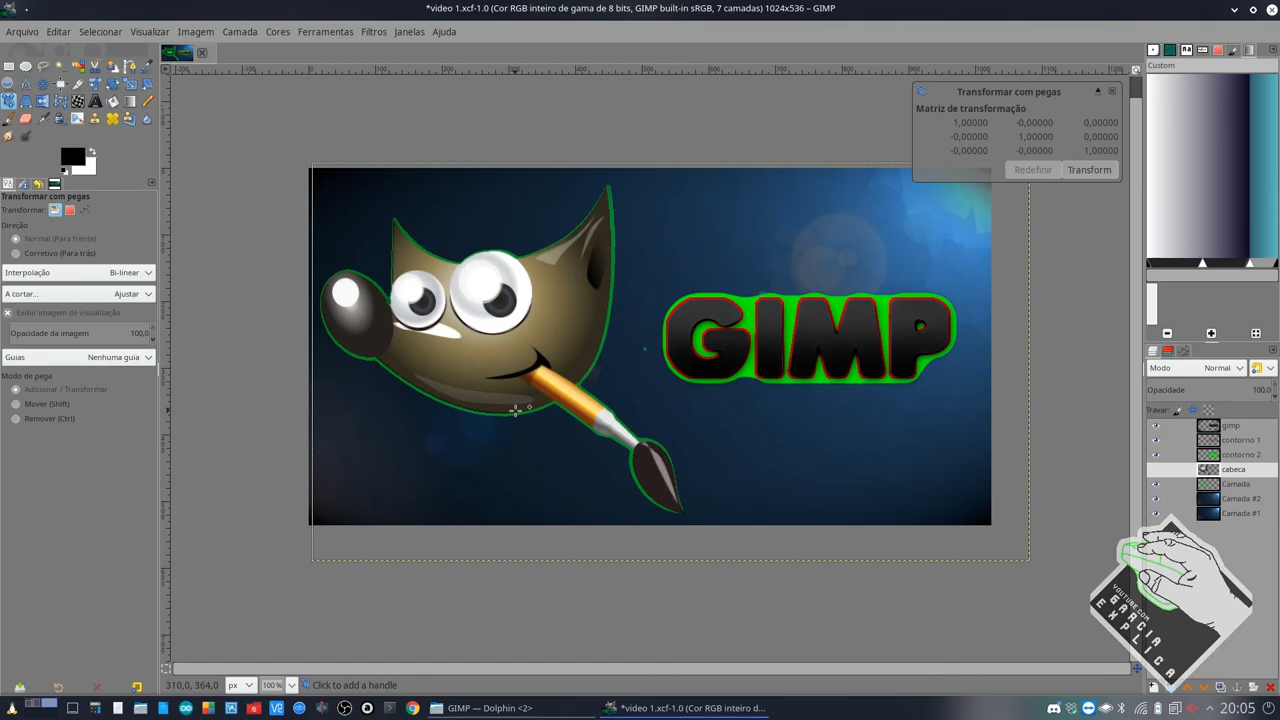 *video 1.xcf-1.0 (Cor RGB inteiro de gama de 8 bits, GIMP built-in sRGB, 7 camadas) 1024x536 – GIMP
Arquivo Editar Selecionar Visualizar Imagem Camada Cores Ferramentas Filtros Janelas Ajuda
Transformar com pegas
Transformar:
Direção
Normal (Para frente)
Corretivo (Para trás)
Interpolação Bi-linear
A cortar... Ajustar
Exibir imagem de visualização
Opacidade da imagem 100,0
Guias Nenhuma guia
Modo de pega
Adicionar / Transformar
Mover (Shift)
Remover (Ctrl)
GIMP
Transformar com pegas
Matriz de transformação
1,00000 -0,00000 0,00000
-0,00000 1,00000 0,00000
-0,00000 -0,00000 1,00000
Redefinir Transform
Custom
Modo Normal
Opacidade 100,0
Travar:
gimp
contorno 1
contorno 2
cabeca
Camada
Camada #2
Camada #1
YOUTUBE.COM
GARCIA
EXPLICA
310,0, 364,0 px 100% Click to add a handle
GIMP — Dolphin <2>
*video 1.xcf-1.0 (Cor RGB inteiro d...
20:05